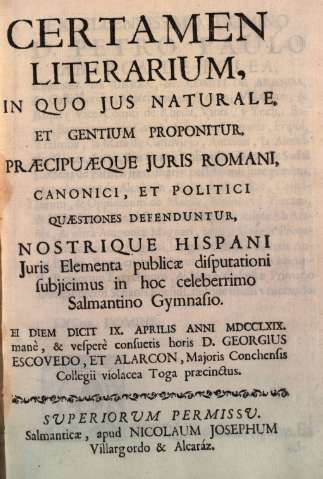 CERTAMEN
LITERARIUM,
IN QUO JUS NATURALE,
ET GENTIUM PROPONITUR,
PRÆCIPUÆQUE JURIS ROMANI,
CANONICI, ET POLITICI
QUÆSTIONES DEFENDUNTUR,
NOSTRIQUE HISPANI
Juris Elementa publicæ disputationi
subjicimus in hoc celeberrimo
Salmantino Gymnasio.
EI DIEM DICIT IX. APRILIS ANNI MDCCLXIX.
manè, & vesperè consuetis horis D. GEORGIUS
ESCOVEDO, ET ALARCON, Majoris Conchensis
Collegii violacea Toga præcinctus.
SUPERIORUM PERMISSU.
Salmanticæ, apud NICOLAUM JOSEPHUM
Villargordo & Alcaráz.